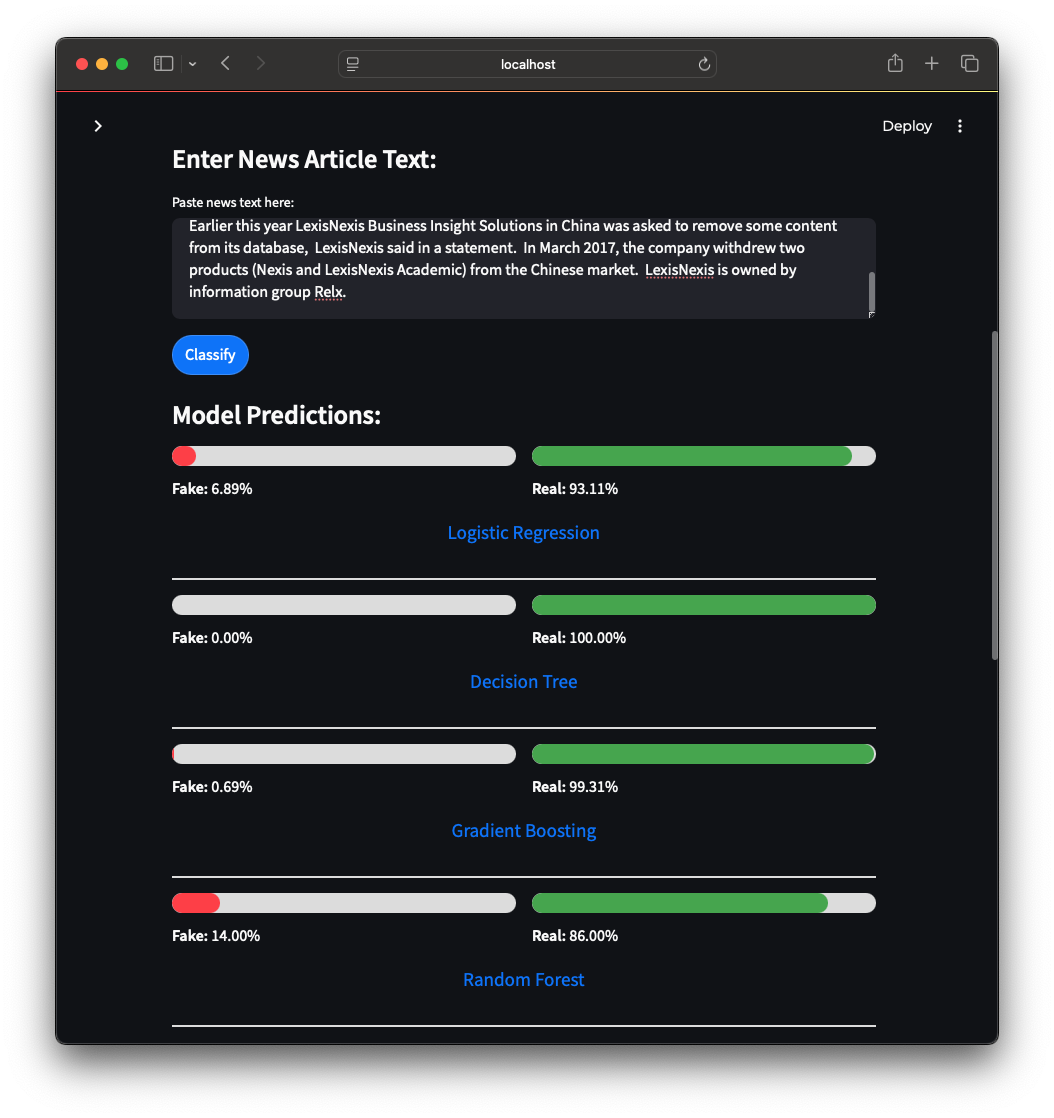 localhost
Deploy
Enter News Article Text:
Paste news text here:
Earlier this year LexisNexis Business Insight Solutions in China was asked to remove some content
from its database,  LexisNexis said in a statement.  In March 2017, the company withdrew two
products (Nexis and LexisNexis Academic) from the Chinese market.  LexisNexis is owned by
information group Relx.
Classify
Model Predictions:
Fake: 6.89% Real: 93.11%
Logistic Regression
Fake: 0.00% Real: 100.00%
Decision Tree
Fake: 0.69% Real: 99.31%
Gradient Boosting
Fake: 14.00% Real: 86.00%
Random Forest